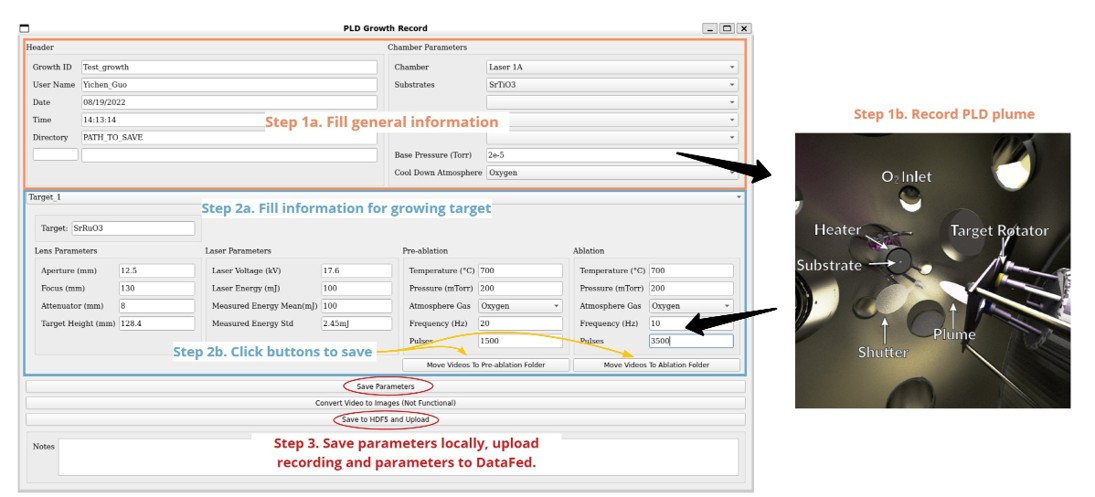 PLD Growth Record
Header
Growth ID Test_growth
User Name Yichen_Guo
Date 08/19/2022
Time 14:13:14
Directory PATH_TO_SAVE
Chamber Parameters
Chamber Laser 1A
Substrates SrTiO3
Base Pressure (Torr) 2e-5
Cool Down Atmosphere Oxygen
Step 1a. Fill general information
Target_1
Step 2a. Fill information for growing target
Target: SrRuO3
Lens Parameters
Aperture (mm) 12.5
Focus (mm) 130
Attenuator (mm) 8
Target Height (mm) 128.4
Laser Parameters
Laser Voltage (kV) 17.6
Laser Energy (mJ) 100
Measured Energy Mean(mJ) 100
Measured Energy Std 2.45mJ
Pre-ablation
Temperature (°C) 700
Pressure (mTorr) 200
Atmosphere Gas Oxygen
Frequency (Hz) 20
Pulses 1500
Move Videos To Pre-ablation Folder
Ablation
Temperature (°C) 700
Pressure (mTorr) 200
Atmosphere Gas Oxygen
Frequency (Hz) 10
Pulses 3500
Move Videos To Ablation Folder
Step 2b. Click buttons to save
Save Parameters
Convert Video to Images (Not Functional)
Save to HDF5 and Upload
Notes
Step 3. Save parameters locally, upload
recording and parameters to DataFed.
Step 1b. Record PLD plume
O2 Inlet
Heater
Target Rotator
Substrate
Plume
Shutter